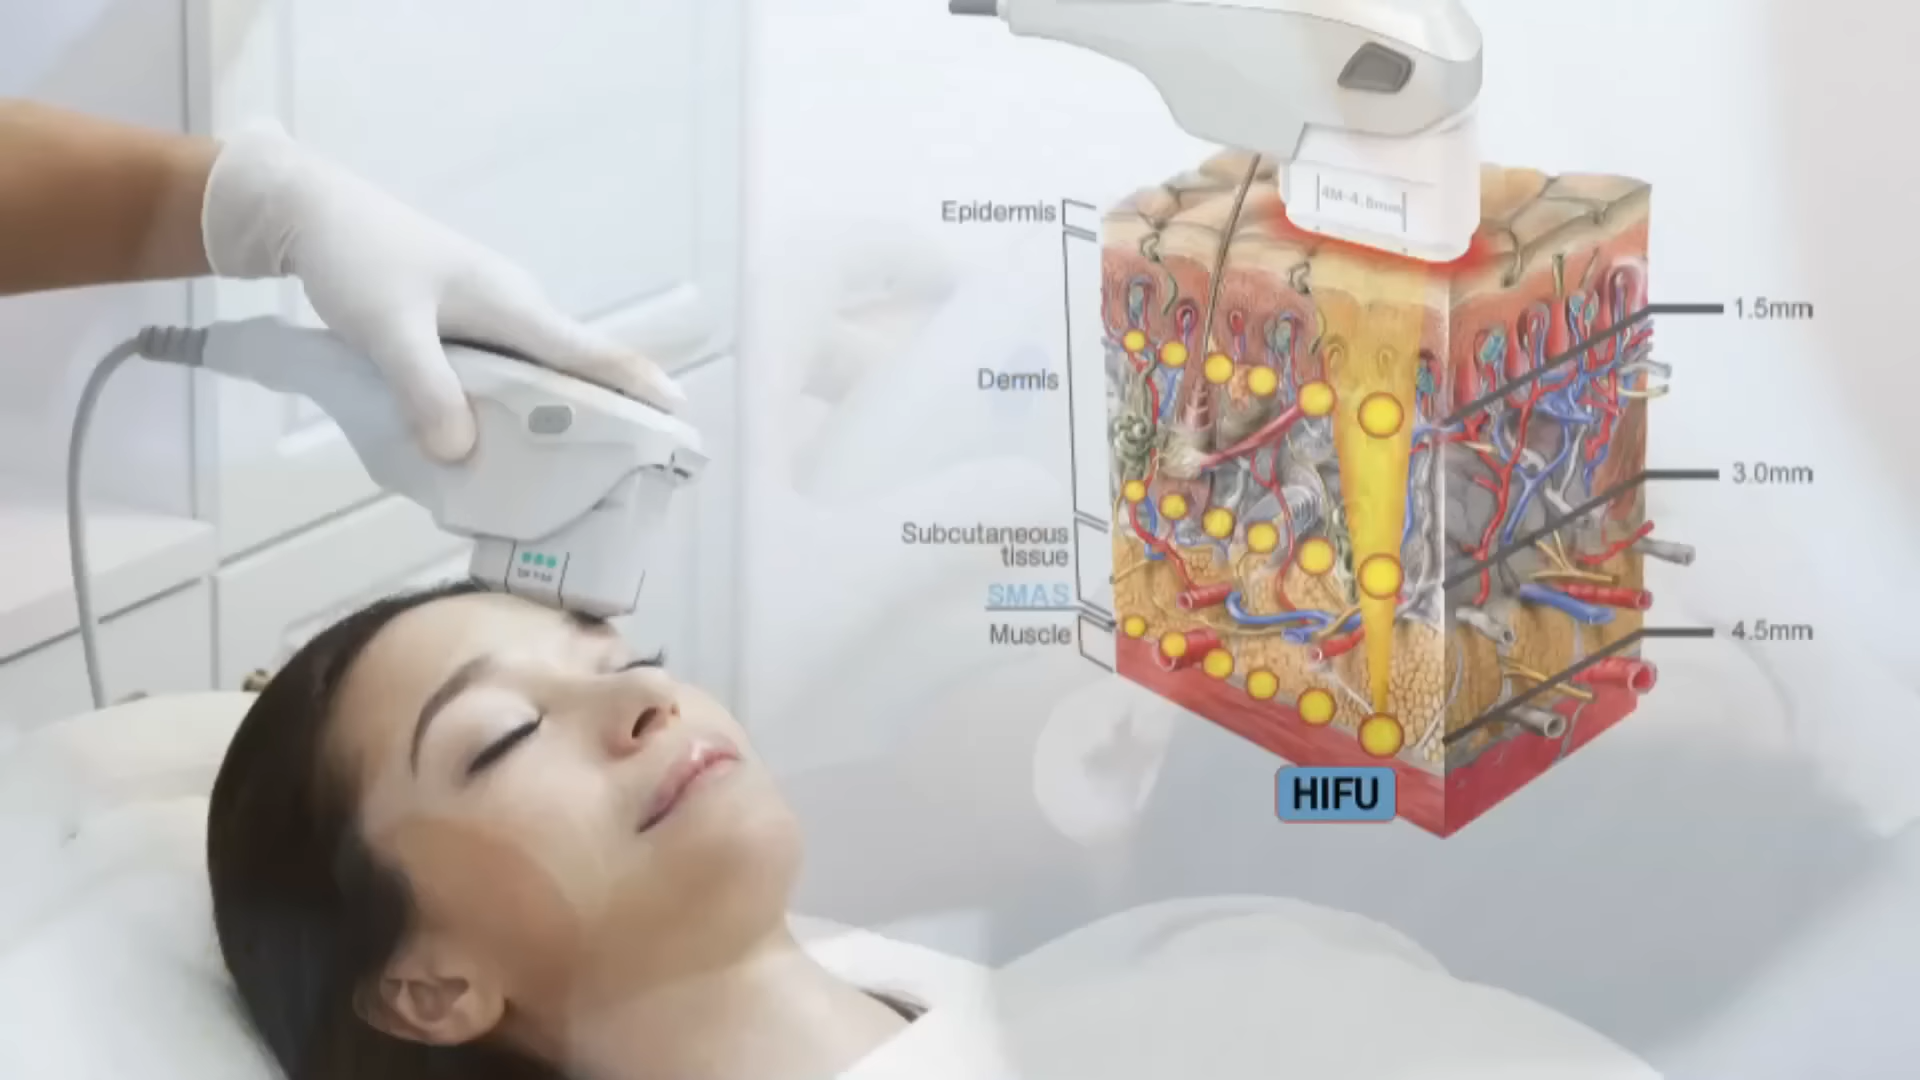 Epidermis
Dermis
Subcutaneous
tissue
SMAS
Muscle
1.5mm
3.0mm
4.5mm
HIFU